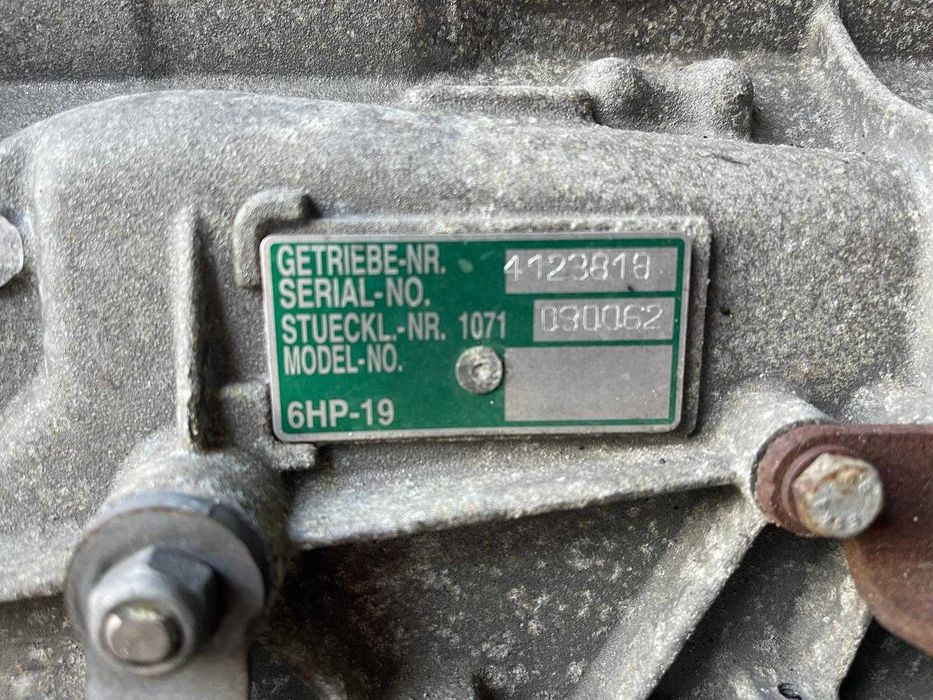 GETRIEBE-NR. 4123818
SERIAL-NO.
STUECKL.-NR. 1071 030062
MODEL-NO.
6HP-19